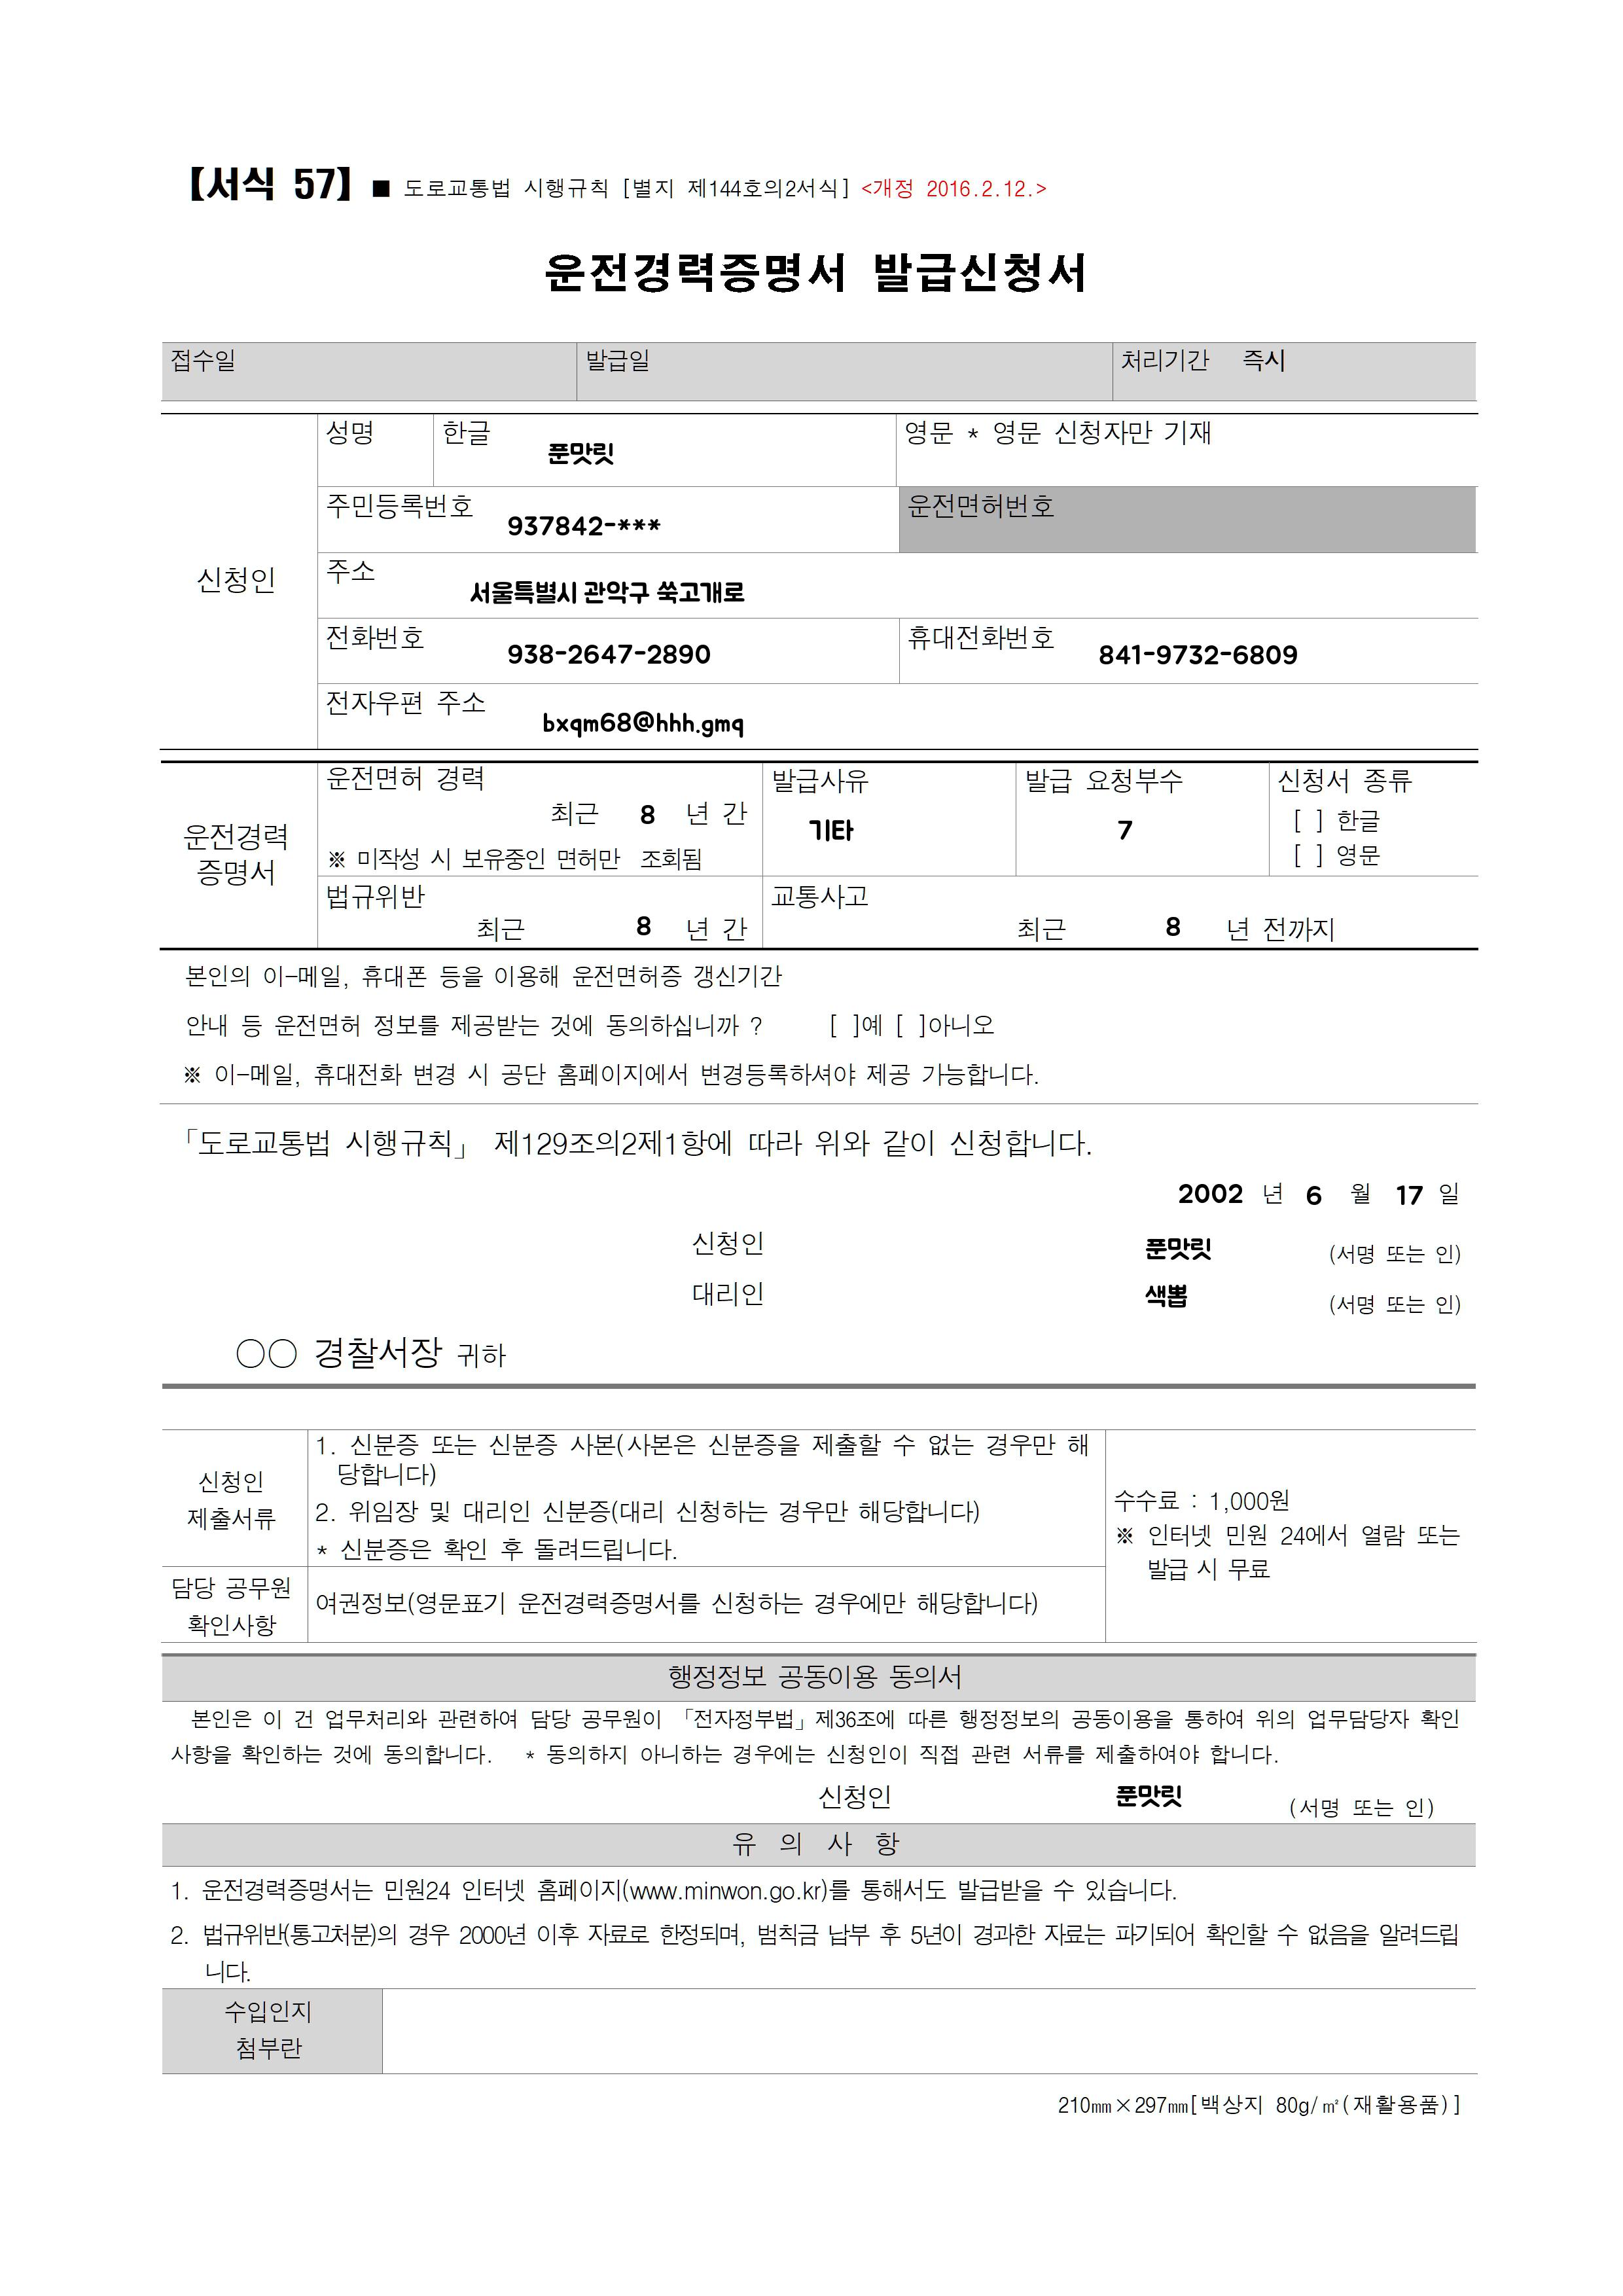 【서식 57】 ■ 도로교통법 시행규칙 [별지 제144호의2서식] <개정 2016.2.12.>
운전경력증명서 발급신청서
접수일 발급일 처리기간 즉시
성명 한글 푼맛릿 영문 * 영문 신청자만 기재
주민등록번호 937842-*** 운전면허번호
신청인
주소 서울특별시 관악구 쑥고개로
전화번호 938-2647-2890 휴대전화번호 841-9732-6809
전자우편 주소 bxqm68@hhh.gmq
운전경력
증명서
운전면허 경력
최근 8 년 간
※ 미작성 시 보유중인 면허만 조회됨
발급사유
기타
발급 요청부수
7
신청서 종류
[ ] 한글
[ ] 영문
법규위반
최근 8 년 간
교통사고
최근 8 년 전까지
본인의 이-메일, 휴대폰 등을 이용해 운전면허증 갱신기간
안내 등 운전면허 정보를 제공받는 것에 동의하십니까 ? [ ]예 [ ]아니오
※ 이-메일, 휴대전화 변경 시 공단 홈페이지에서 변경등록하셔야 제공 가능합니다.
「도로교통법 시행규칙」 제129조의2제1항에 따라 위와 같이 신청합니다.
2002 년 6 월 17 일
신청인 푼맛릿 (서명 또는 인)
대리인 색뽑 (서명 또는 인)
○○ 경찰서장 귀하
신청인
제출서류
1. 신분증 또는 신분증 사본(사본은 신분증을 제출할 수 없는 경우만 해
당합니다)
2. 위임장 및 대리인 신분증(대리 신청하는 경우만 해당합니다)
* 신분증은 확인 후 돌려드립니다.
수수료 : 1,000원
※ 인터넷 민원 24에서 열람 또는
발급 시 무료
담당 공무원
확인사항
여권정보(영문표기 운전경력증명서를 신청하는 경우에만 해당합니다)
행정정보 공동이용 동의서
본인은 이 건 업무처리와 관련하여 담당 공무원이 「전자정부법」제36조에 따른 행정정보의 공동이용을 통하여 위의 업무담당자 확인
사항을 확인하는 것에 동의합니다. * 동의하지 아니하는 경우에는 신청인이 직접 관련 서류를 제출하여야 합니다.
신청인 푼맛릿 (서명 또는 인)
유 의 사 항
1. 운전경력증명서는 민원24 인터넷 홈페이지(www.minwon.go.kr)를 통해서도 발급받을 수 있습니다.
2. 법규위반(통고처분)의 경우 2000년 이후 자료로 한정되며, 범칙금 납부 후 5년이 경과한 자료는 파기되어 확인할 수 없음을 알려드립
니다.
수입인지
첨부란
210㎜×297㎜[백상지 80g/㎡(재활용품)]